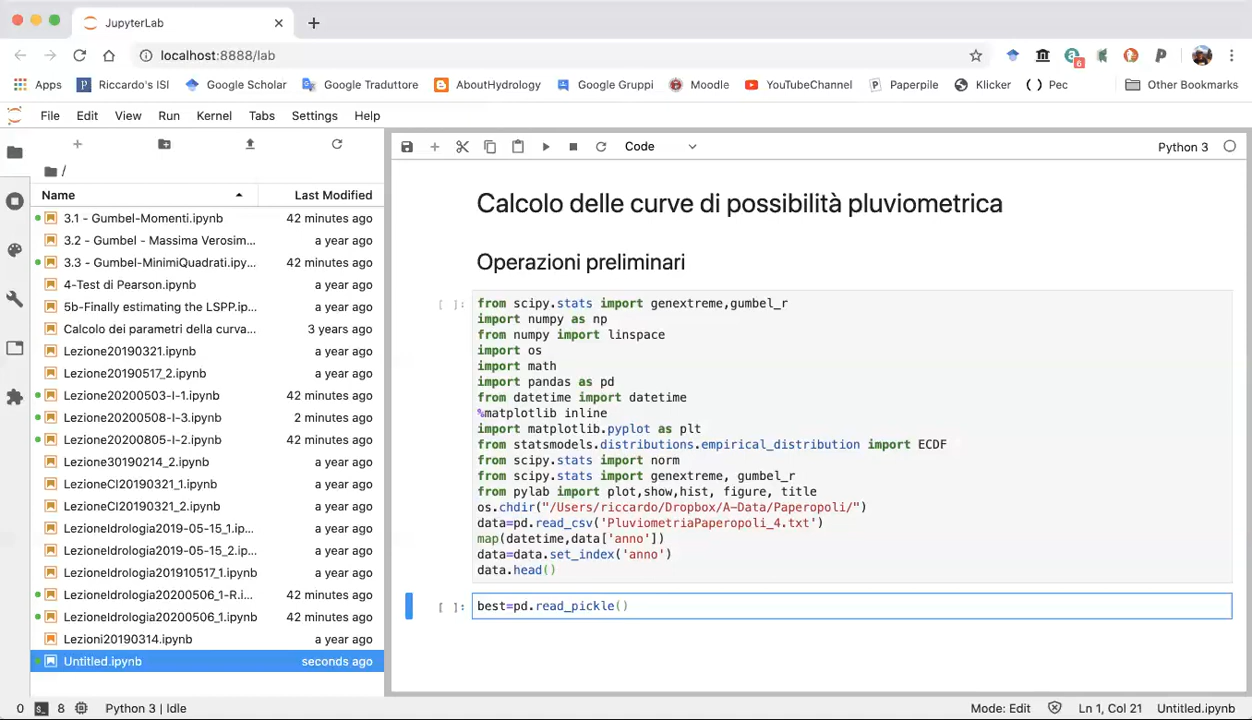 JupyterLab
localhost:8888/lab
6
Apps Riccardo's ISI Google Scholar Google Traduttore AboutHydrology Google Gruppi Moodle YouTubeChannel Paperpile Klicker Pec Other Bookmarks
File Edit View Run Kernel Tabs Settings Help
Code Python 3
/
Name Last Modified
3.1 - Gumbel-Momenti.ipynb 42 minutes ago
3.2 - Gumbel - Massima Verosim... a year ago
3.3 - Gumbel-MinimiQuadrati.ipy... 42 minutes ago
4-Test di Pearson.ipynb a year ago
5b-Finally estimating the LSPP.ip... a year ago
Calcolo dei parametri della curva... 3 years ago
Lezione20190321.ipynb a year ago
Lezione20190517_2.ipynb a year ago
Lezione20200503-I-1.ipynb 42 minutes ago
Lezione20200508-I-3.ipynb 2 minutes ago
Lezione20200805-I-2.ipynb 42 minutes ago
Lezione30190214_2.ipynb a year ago
LezioneCI20190321_1.ipynb a year ago
LezioneCI20190321_2.ipynb a year ago
LezioneIdrologia2019-05-15_1.ip... a year ago
LezioneIdrologia2019-05-15_2.ip... a year ago
LezioneIdrologia201910517_1.ipynb a year ago
LezioneIdrologia20200506_1-R.i... 42 minutes ago
LezioneIdrologia20200506_1.ipynb 42 minutes ago
Lezioni20190314.ipynb a year ago
Untitled.ipynb seconds ago
Calcolo delle curve di possibilità pluviometrica
Operazioni preliminari
[ ]: from scipy.stats import genextreme,gumbel_r
import numpy as np
from numpy import linspace
import os
import math
import pandas as pd
from datetime import datetime
%matplotlib inline
import matplotlib.pyplot as plt
from statsmodels.distributions.empirical_distribution import ECDF
from scipy.stats import norm
from scipy.stats import genextreme, gumbel_r
from pylab import plot,show,hist, figure, title
os.chdir("/Users/riccardo/Dropbox/A-Data/Paperopoli/")
data=pd.read_csv('PluviometriaPaperopoli_4.txt')
map(datetime,data['anno'])
data=data.set_index('anno')
data.head()
[ ]: best=pd.read_pickle()
0 8 Python 3 | Idle Mode: Edit Ln 1, Col 21 Untitled.ipynb